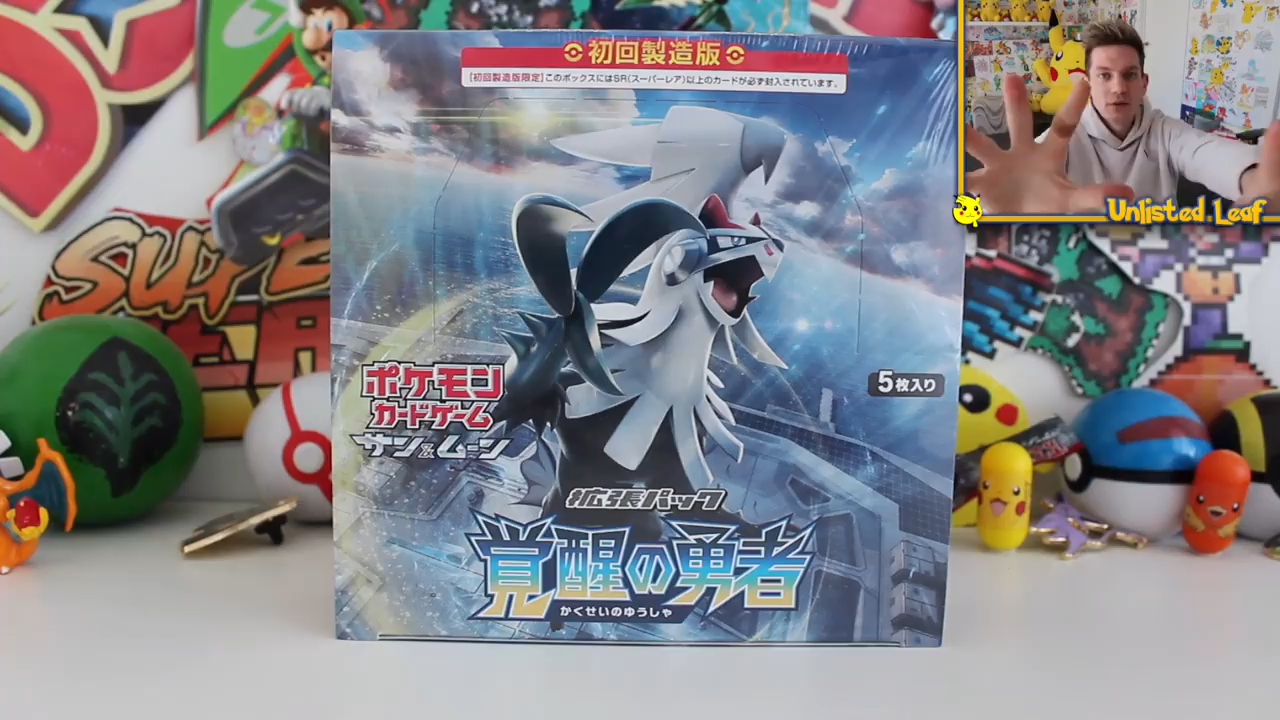 初回製造版
[初回製造版限定]このボックスにはSR(スーパーレア)以上のカードが必ず封入されています。
Unlisted Leaf
SUPER
5枚入り
ポケモン
カードゲーム
サン&ムーン
拡張パック
覚醒の勇者
かくせいのゆうしゃ